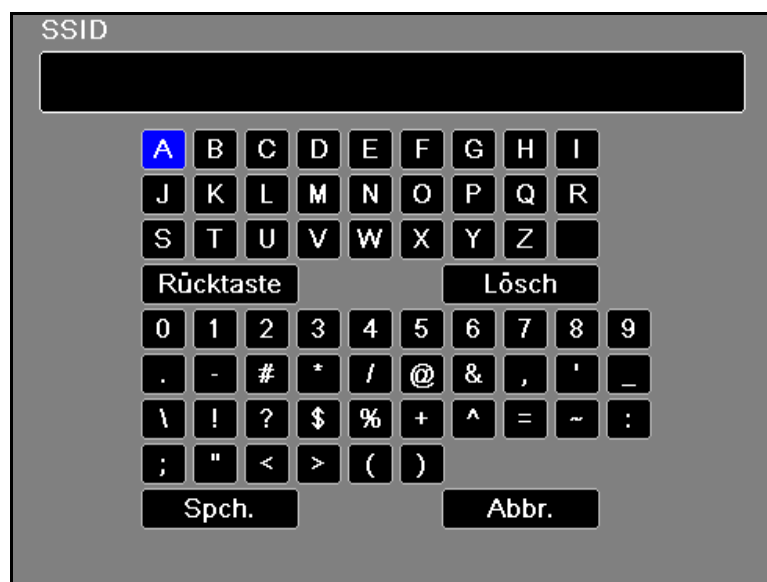 SSID
A B C D E F G H I
J K L M N O P Q R
S T U V W X Y Z
Rücktaste Lösch
0 1 2 3 4 5 6 7 8 9
. - # * / @ & , ' _
\ ! ? $ % + ^ = ~ :
; " < > ( )
Spch. Abbr.